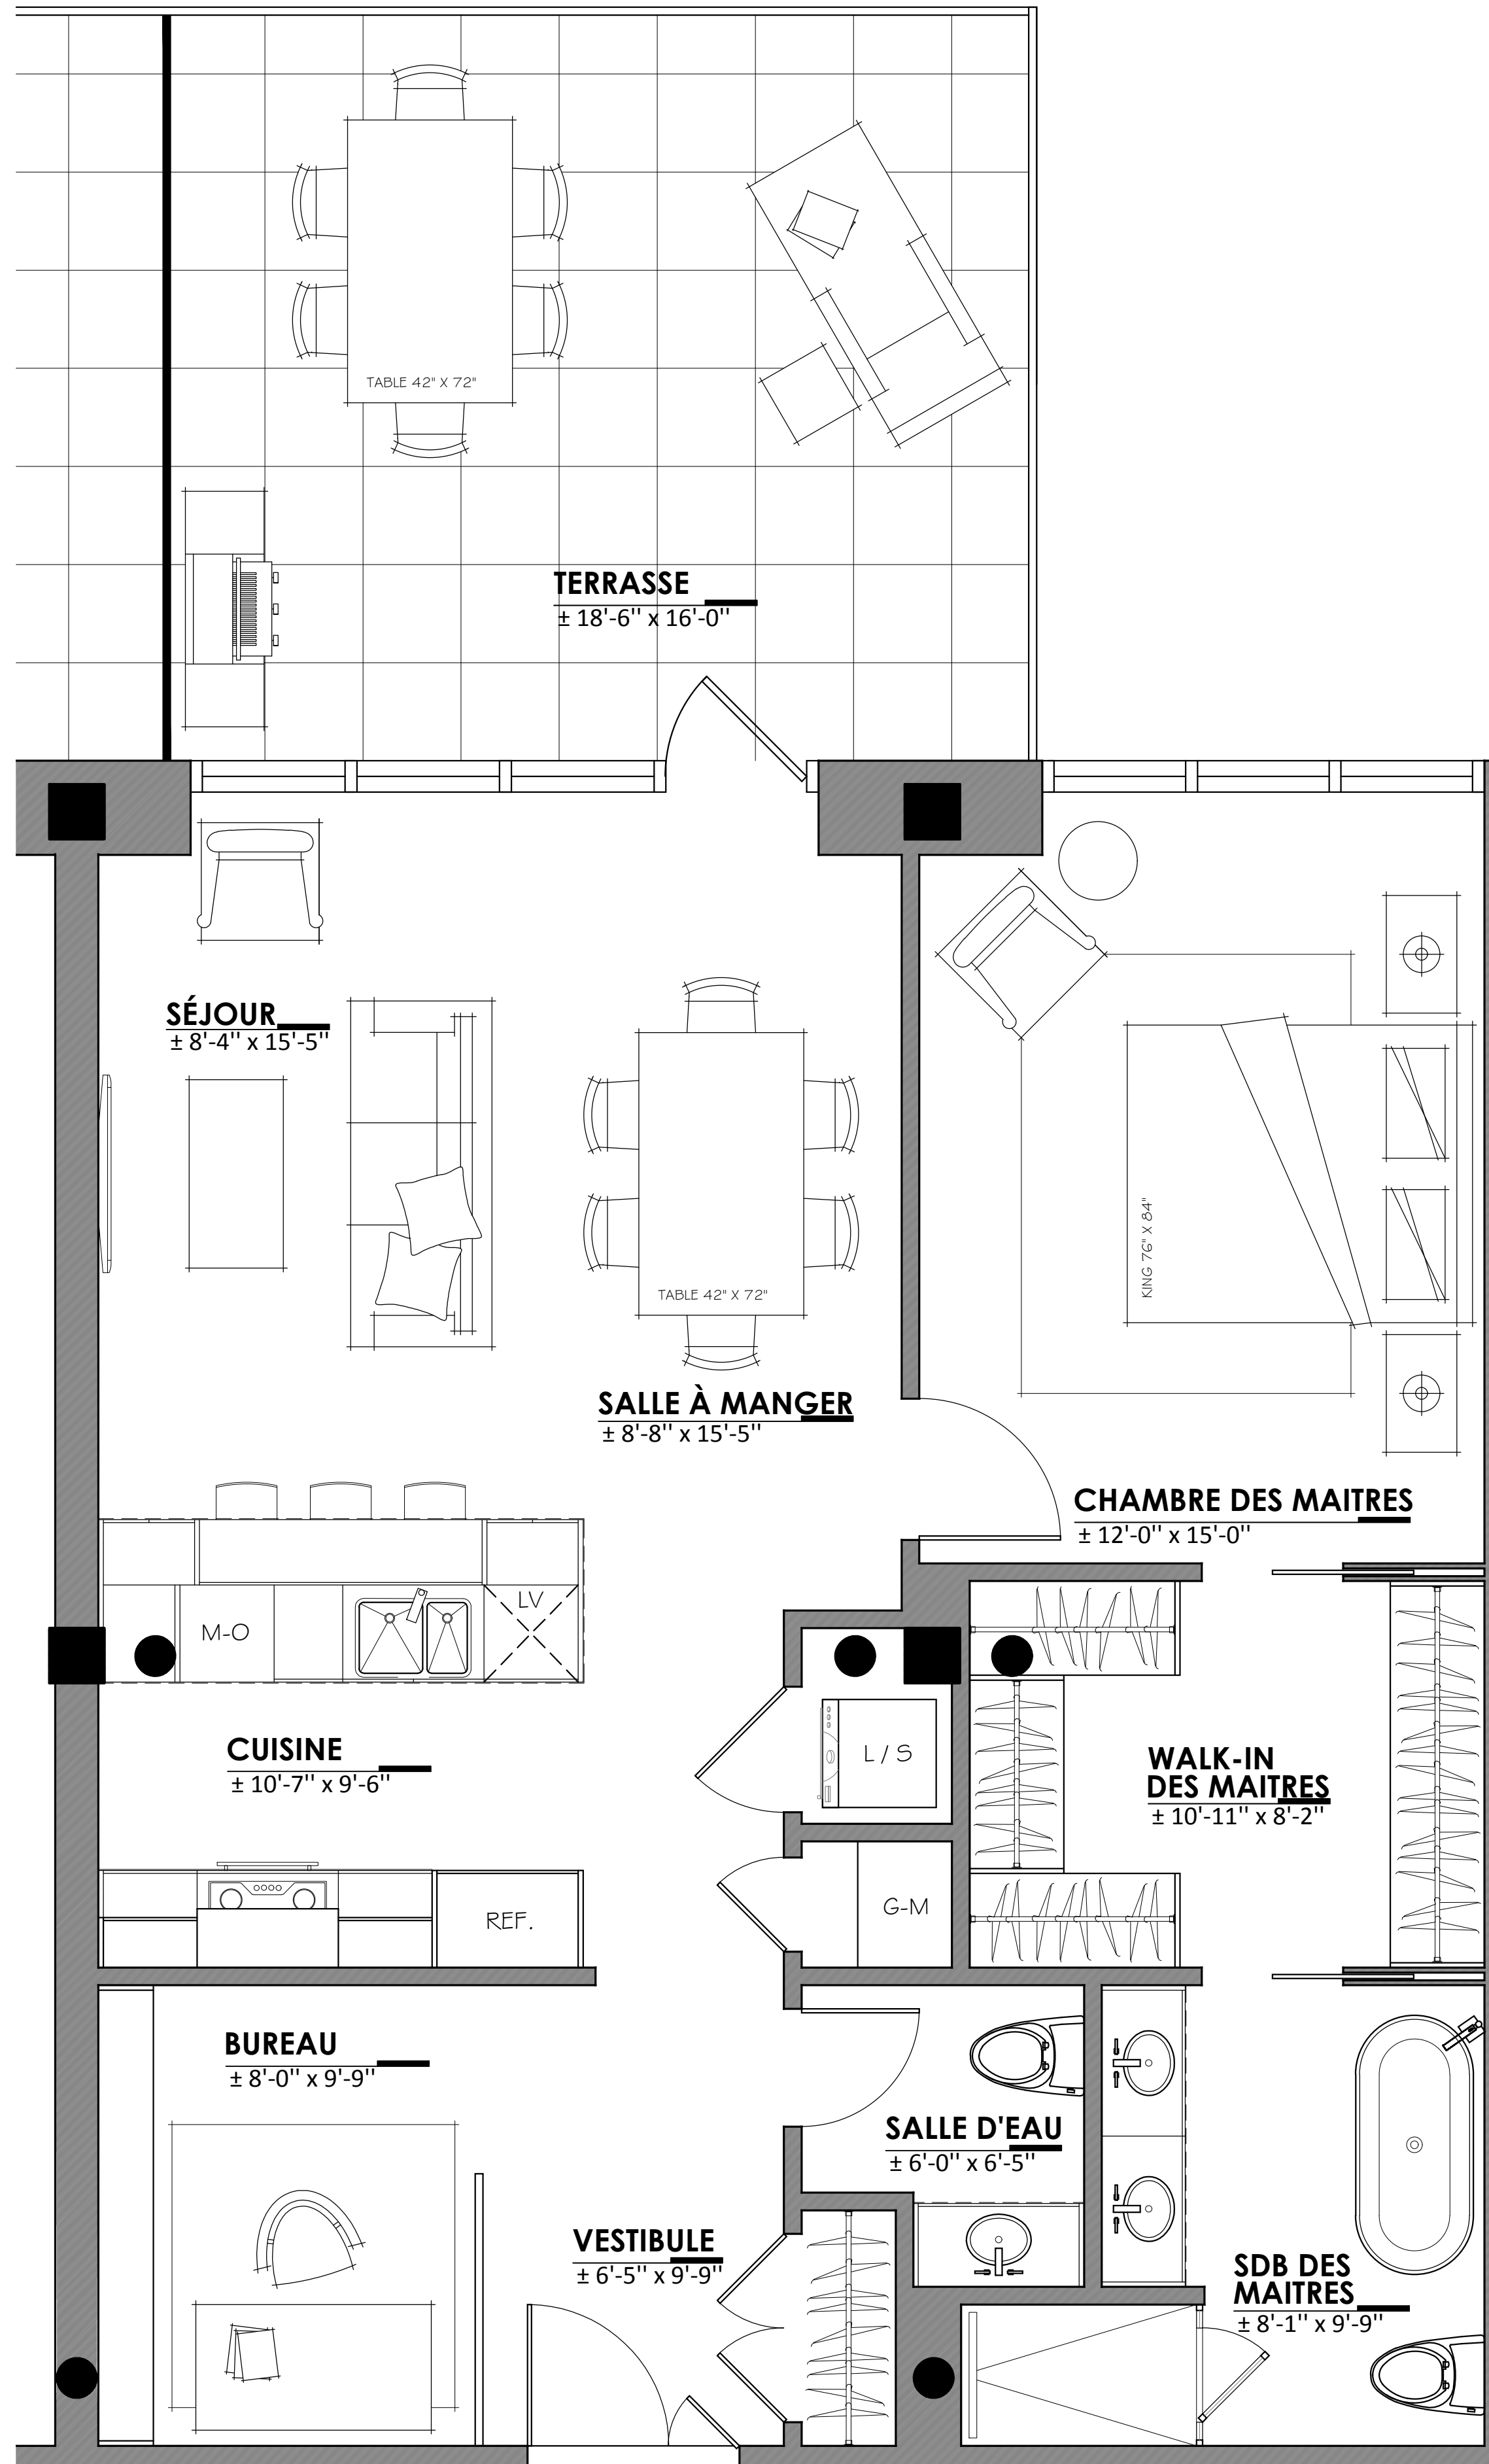 TABLE 42" X 72"
TERRASSE
± 18'-6'' x 16'-0''
SÉJOUR
± 8'-4'' x 15'-5''
KING 76" X 84"
TABLE 42" X 72"
SALLE À MANGER
± 8'-8'' x 15'-5''
CHAMBRE DES MAITRES
± 12'-0'' x 15'-0''
M-O
LV
CUISINE
± 10'-7'' x 9'-6''
L / S
WALK-IN
DES MAITRES
± 10'-11'' x 8'-2''
REF.
G-M
BUREAU
± 8'-0'' x 9'-9''
SALLE D'EAU
± 6'-0'' x 6'-5''
VESTIBULE
± 6'-5'' x 9'-9''
SDB DES
MAITRES
± 8'-1'' x 9'-9''